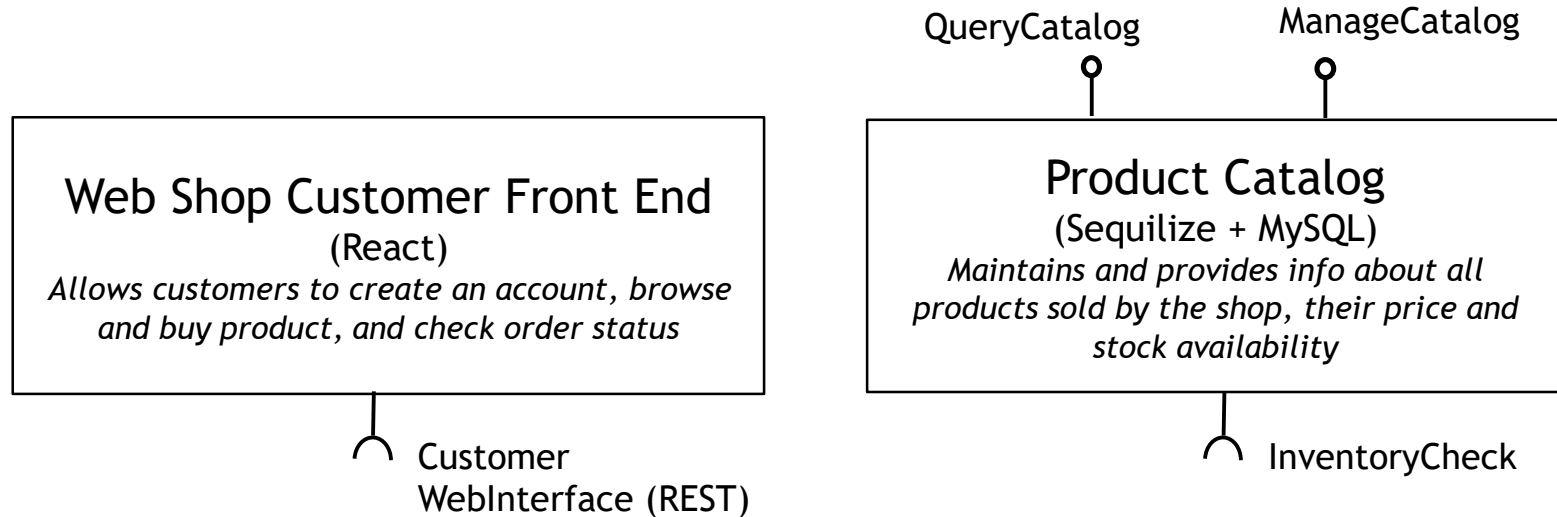 QueryCatalog
ManageCatalog
Web Shop Customer Front End
(React)
Allows customers to create an account, browse
and buy product, and check order status
Customer
WebInterface (REST)
Product Catalog
(Sequilize + MySQL)
Maintains and provides info about all
products sold by the shop, their price and
stock availability
InventoryCheck